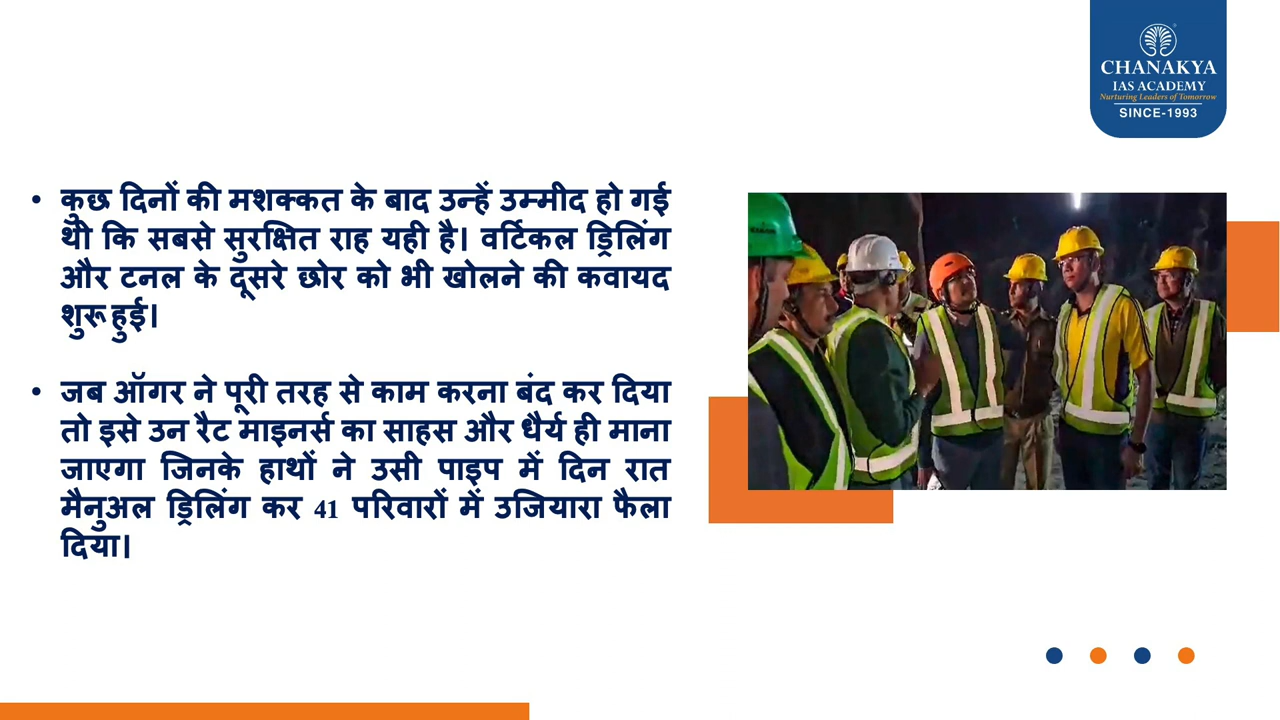 CHANAKYA
IAS ACADEMY
Nurturing Leaders of Tomorrow
SINCE-1993
• कुछ दिनों की मशक्कत के बाद उन्हें उम्मीद हो गई
थी कि सबसे सुरक्षित राह यही है। वर्टिकल ड्रिलिंग
और टनल के दूसरे छोर को भी खोलने की कवायद
शुरू हुई।
• जब ऑगर ने पूरी तरह से काम करना बंद कर दिया
तो इसे उन रैट माइनर्स का साहस और धैर्य ही माना
जाएगा जिनके हाथों ने उसी पाइप में दिन रात
मैनुअल ड्रिलिंग कर 41 परिवारों में उजियारा फैला
दिया।